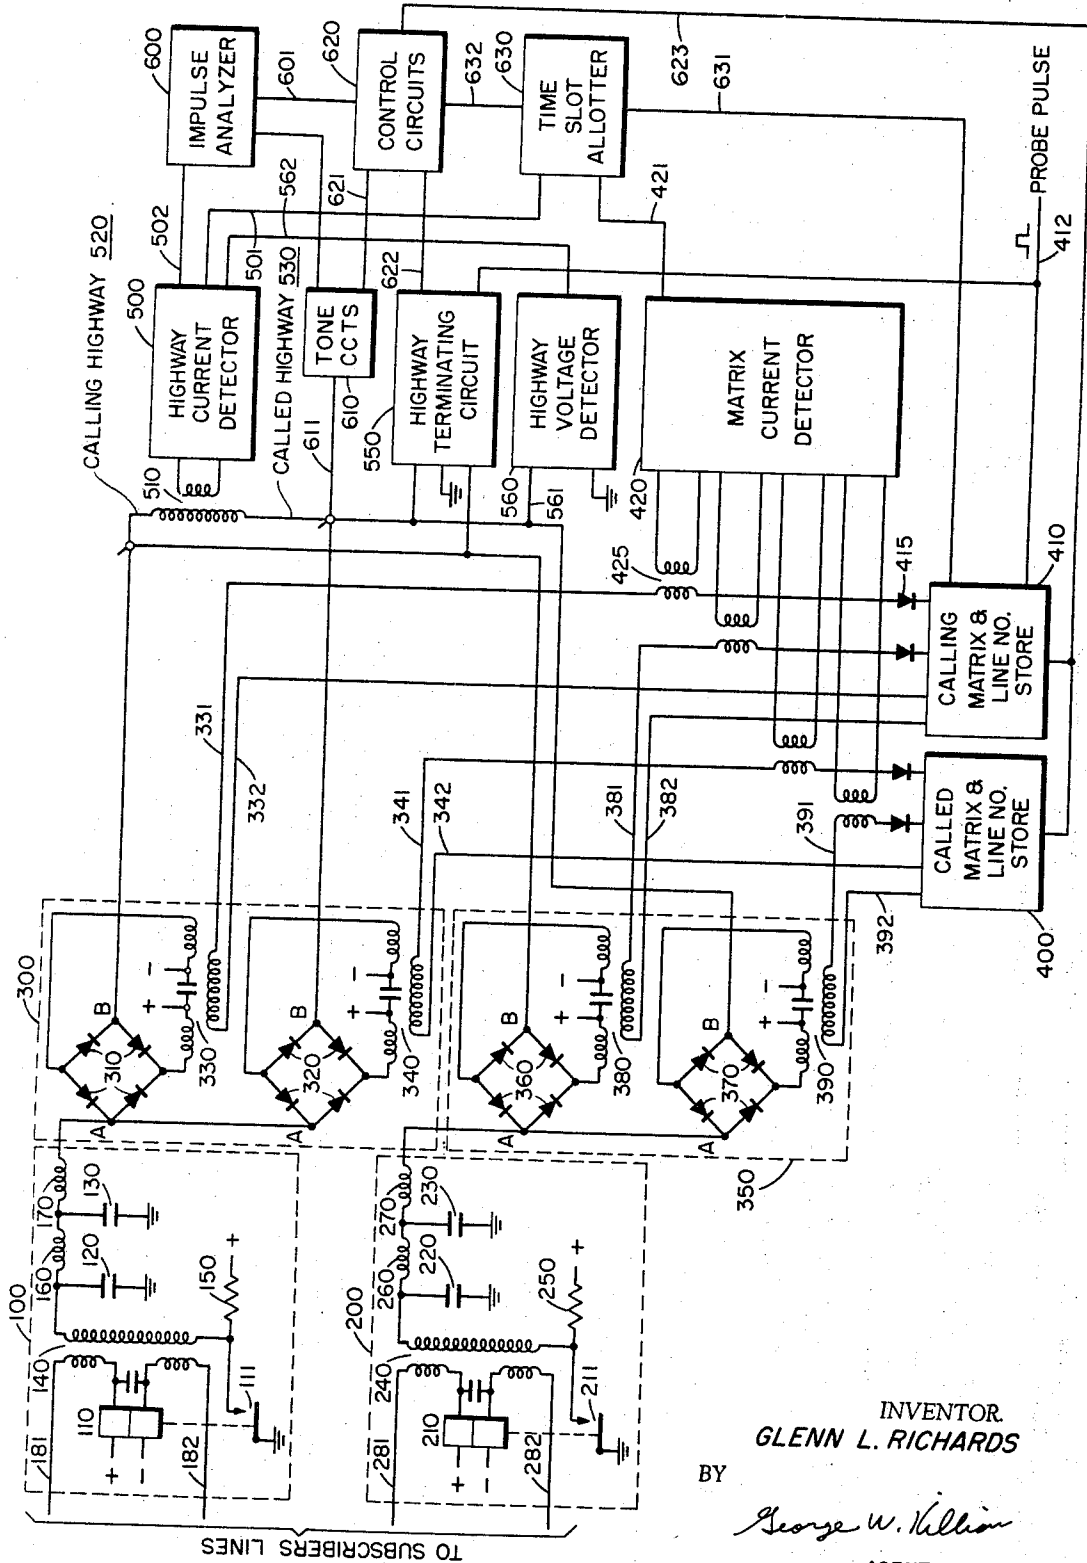 600
IMPULSE
ANALYZER
601
620
CONTROL
CIRCUITS
632
630
TIME
SLOT
ALLOTTER
623
631
PROBE PULSE
412
502
562
501
621
622
421
CALLING HIGHWAY 520
CALLED HIGHWAY 530
500
HIGHWAY
CURRENT
DETECTOR
510
TONE
CCTS
610
611
550
HIGHWAY
TERMINATING
CIRCUIT
560
HIGHWAY
VOLTAGE
DETECTOR
561
420
MATRIX
CURRENT
DETECTOR
425
415
410
CALLING
MATRIX &
LINE NO.
STORE
CALLED
MATRIX &
LINE NO.
STORE
400
331
332
341
342
381
382
391
392
300
A
B
310
+
-
330
A
B
320
+
-
340
A
B
360
+
-
380
A
B
370
+
-
390
350
100
170
130
160
120
150
+
140
111
110
+
-
181
182
200
270
230
260
220
250
+
240
211
210
+
-
281
282
TO SUBSCRIBERS LINES
INVENTOR.
GLENN L. RICHARDS
BY
George W. Killian